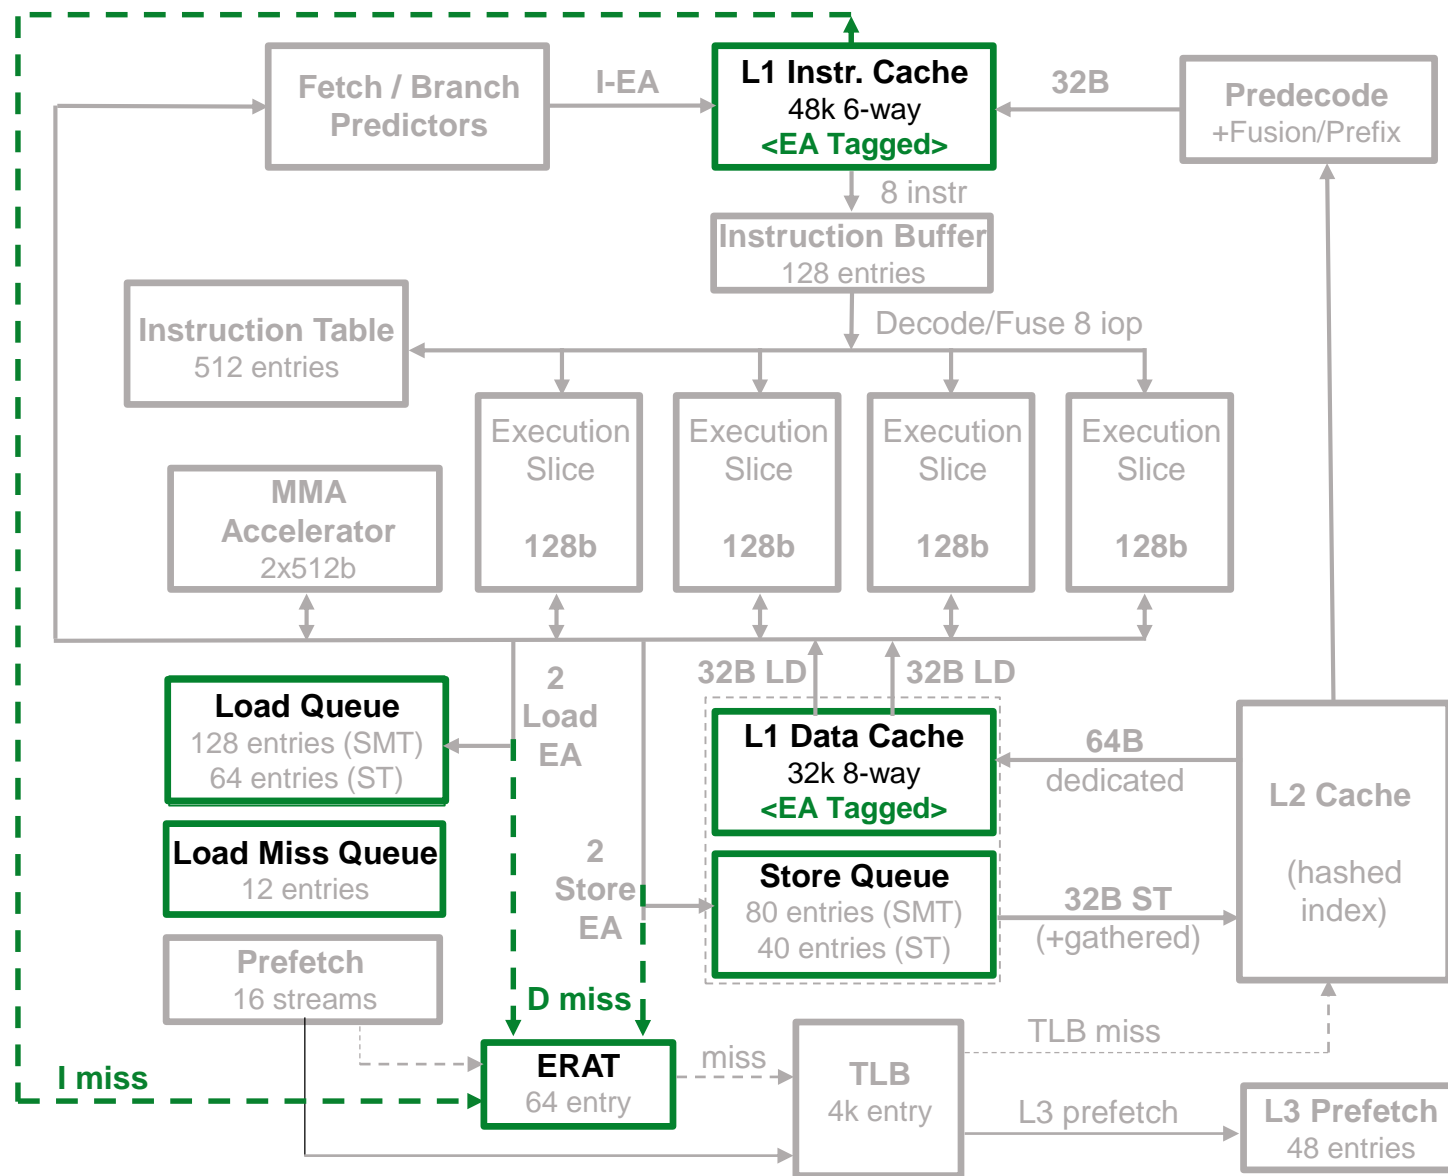 Fetch / Branch
Predictors
I-EA
L1 Instr. Cache
48k 6-way
<EA Tagged>
32B
Predecode
+Fusion/Prefix
8 instr
Instruction Buffer
128 entries
Decode/Fuse 8 iop
Instruction Table
512 entries
Execution
Slice
128b
Execution
Slice
128b
Execution
Slice
128b
Execution
Slice
128b
MMA
Accelerator
2x512b
2
Load
EA
32B LD
32B LD
Load Queue
128 entries (SMT)
64 entries (ST)
L1 Data Cache
32k 8-way
<EA Tagged>
64B
dedicated
L2 Cache
(hashed
index)
Load Miss Queue
12 entries
2
Store
EA
Store Queue
80 entries (SMT)
40 entries (ST)
32B ST
(+gathered)
Prefetch
16 streams
D miss
I miss
ERAT
64 entry
miss
TLB
4k entry
TLB miss
L3 prefetch
L3 Prefetch
48 entries